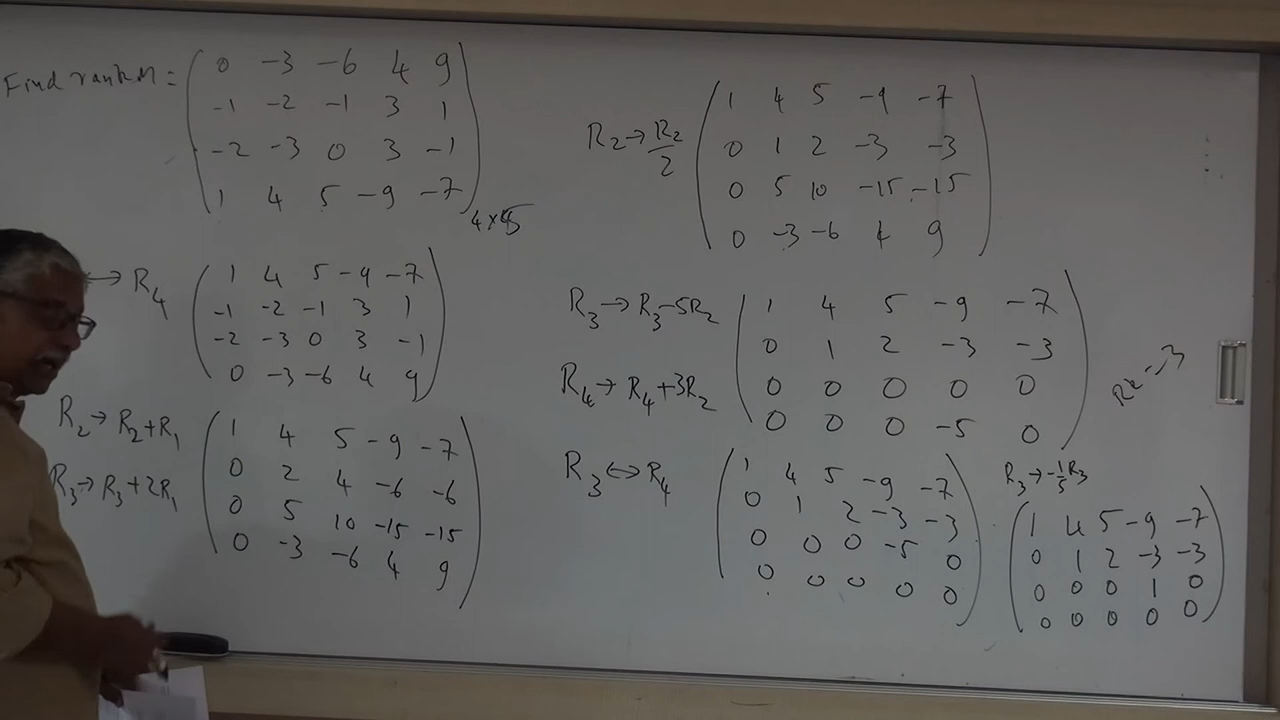 Find rank M =
0 -3 -6 4 9
-1 -2 -1 3 1
-2 -3 0 3 -1
1 4 5 -9 -7
4×5
↔ R4
1 4 5 -9 -7
-1 -2 -1 3 1
-2 -3 0 3 -1
0 -3 -6 4 9
R2 → R2+R1
R3 → R3+2R1
1 4 5 -9 -7
0 2 4 -6 -6
0 5 10 -15 -15
0 -3 -6 4 9
R2 → R2/2
1 4 5 -9 -7
0 1 2 -3 -3
0 5 10 -15 -15
0 -3 -6 4 9
R3 → R3-5R2
R4 → R4+3R2
1 4 5 -9 -7
0 1 2 -3 -3
0 0 0 0 0
0 0 0 -5 0
R3 ↔ R4
1 4 5 -9 -7
0 1 2 -3 -3
0 0 0 -5 0
0 0 0 0 0
R3 → -1/5 R3
1 4 5 -9 -7
0 1 2 -3 -3
0 0 0 1 0
0 0 0 0 0